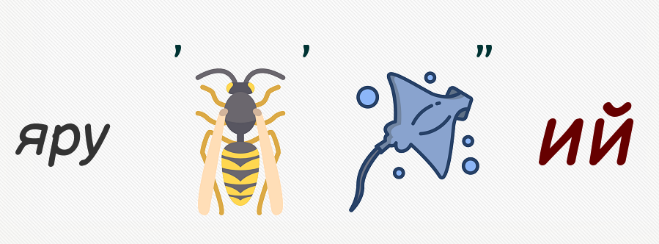 яру , , ,, ий